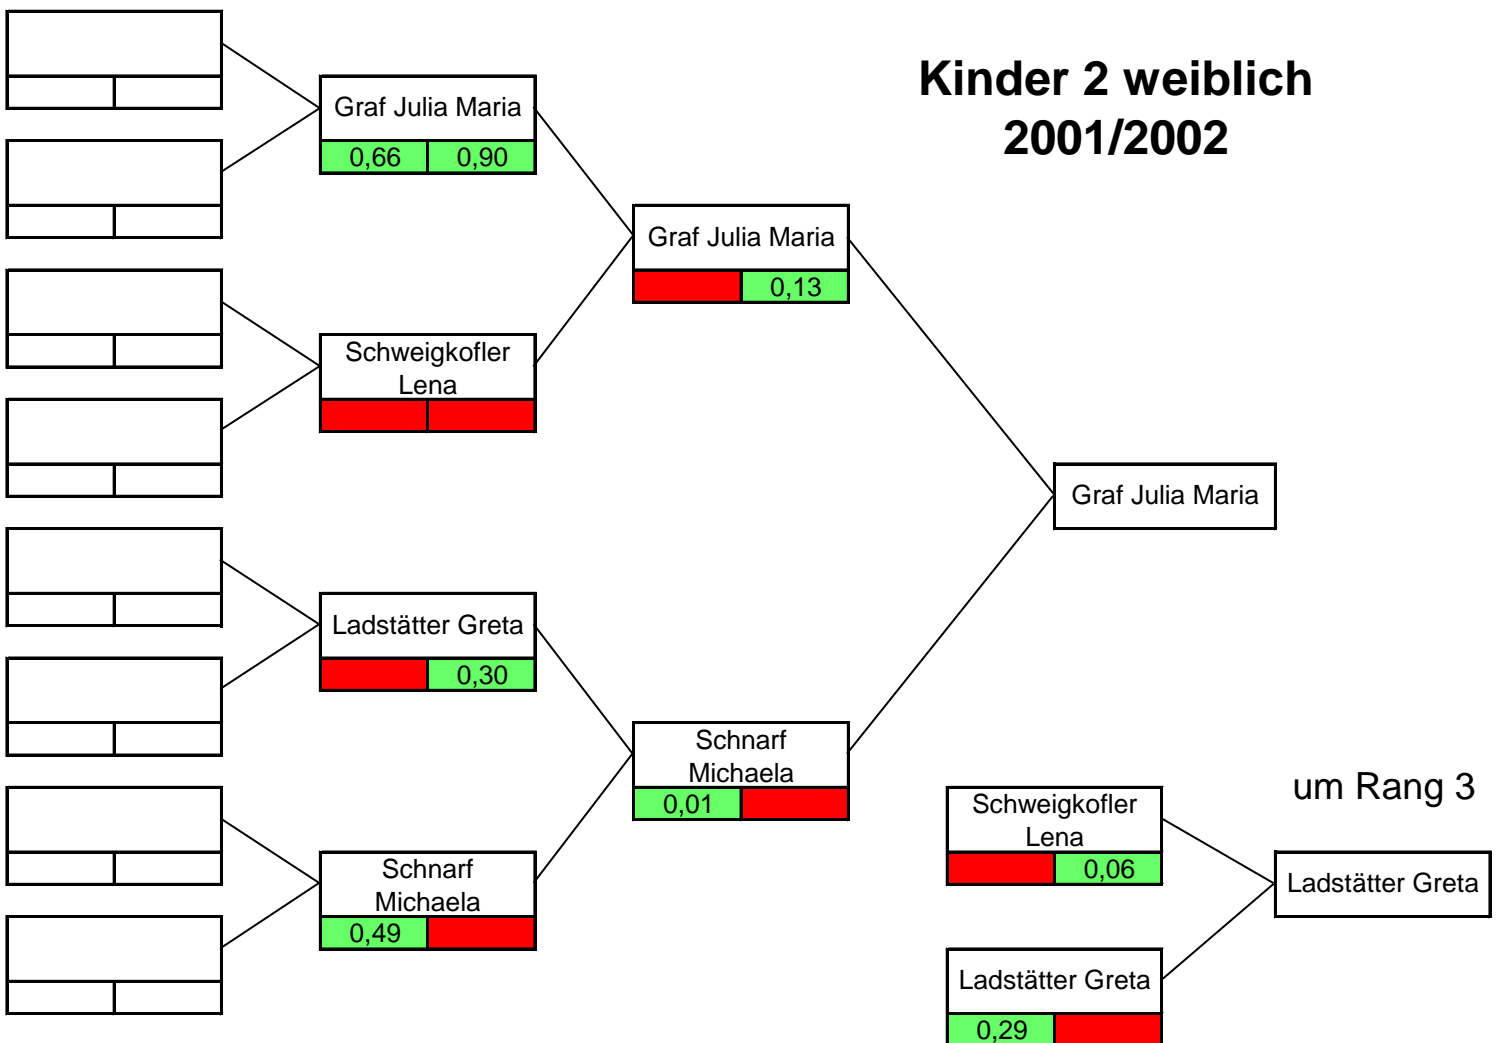 Kinder 2 weiblich
2001/2002
Graf Julia Maria
0,66 0,90
Graf Julia Maria
0,13
Schweigkofler
Lena
Graf Julia Maria
Ladstätter Greta
0,30
Schnarf
Michaela
0,01
um Rang 3
Schweigkofler
Lena
0,06
Schnarf
Michaela
0,49
Ladstätter Greta
Ladstätter Greta
0,29